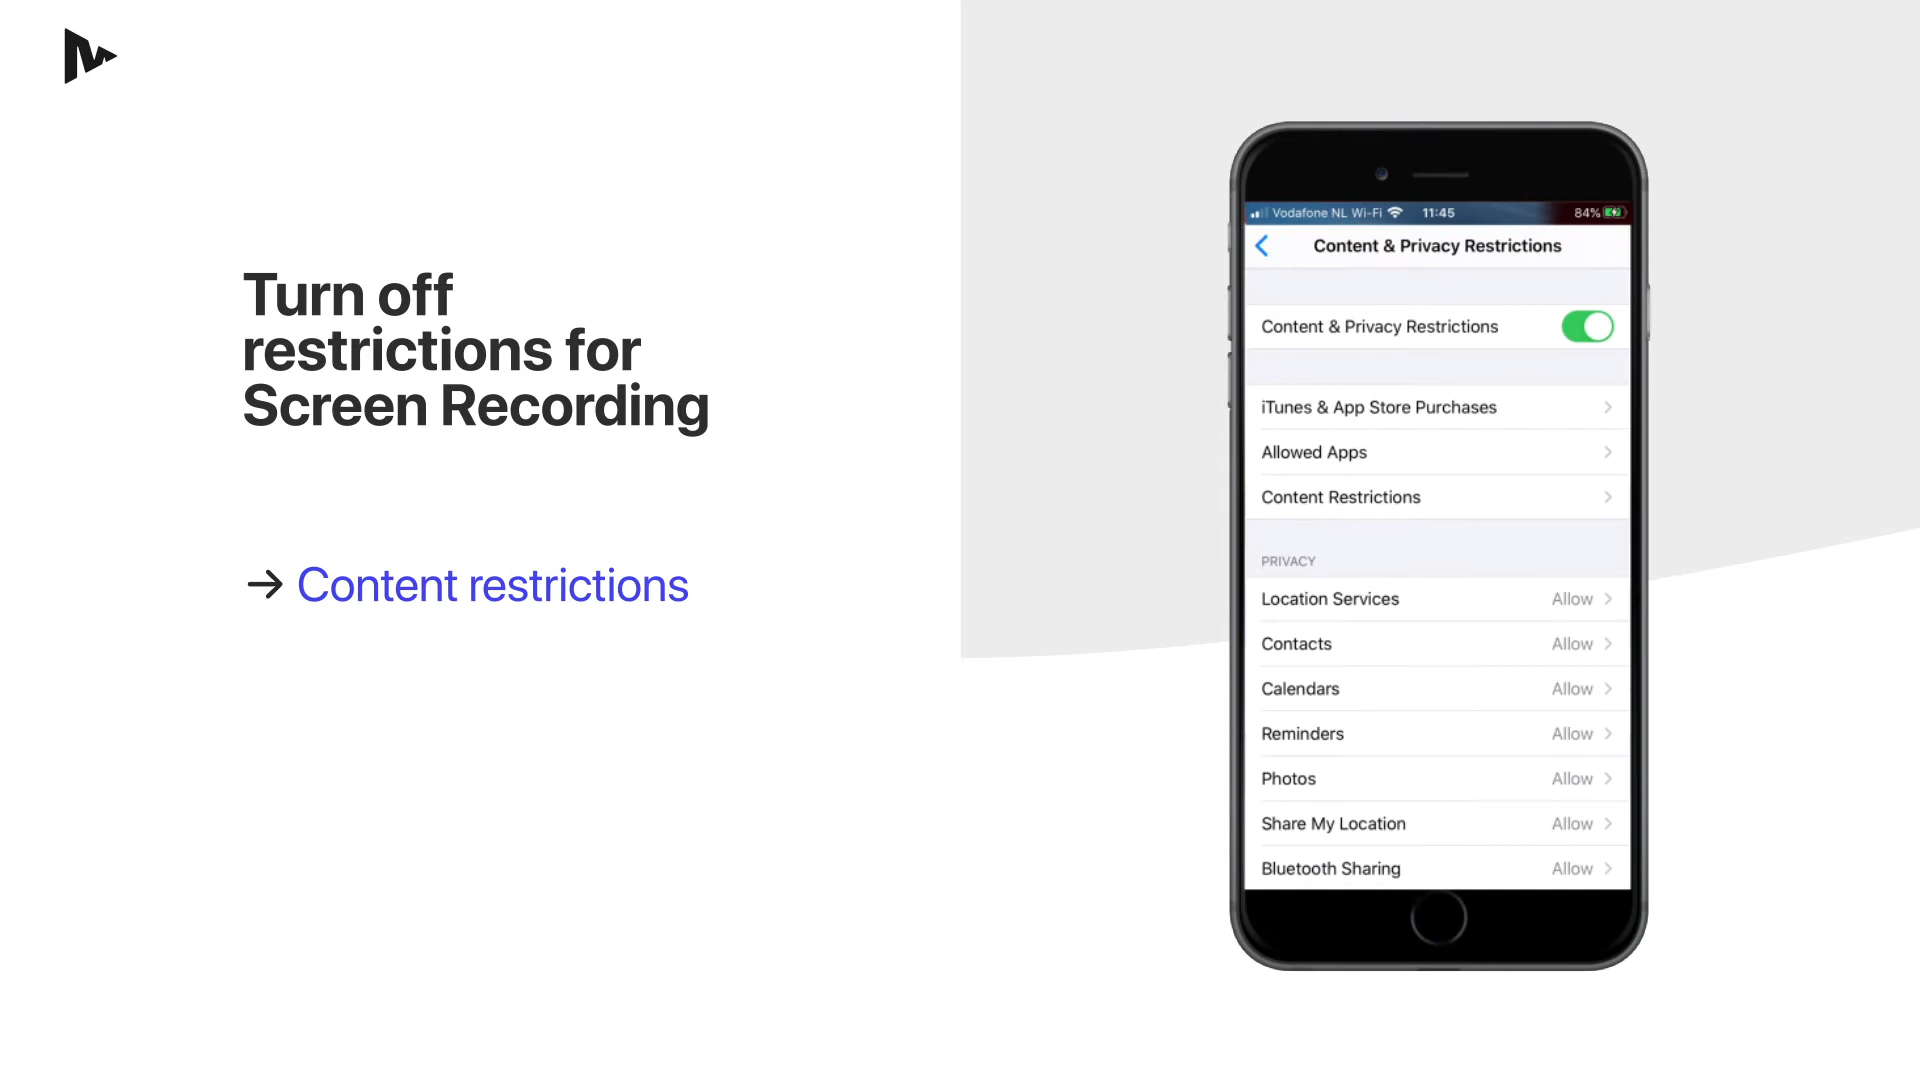 Turn off
restrictions for
Screen Recording
→ Content restrictions
Vodafone NL Wi-Fi 11:45 84%
Content & Privacy Restrictions
Content & Privacy Restrictions
iTunes & App Store Purchases
Allowed Apps
Content Restrictions
PRIVACY
Location Services Allow
Contacts Allow
Calendars Allow
Reminders Allow
Photos Allow
Share My Location Allow
Bluetooth Sharing Allow